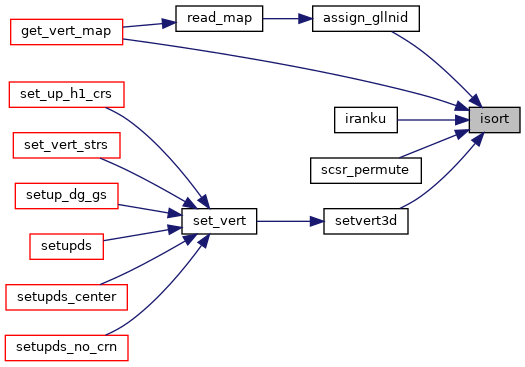 read_map
assign_gllnid
get_vert_map
set_up_h1_crs
iranku
isort
set_vert_strs
scsr_permute
setup_dg_gs
set_vert
setvert3d
setupds
setupds_center
setupds_no_crn